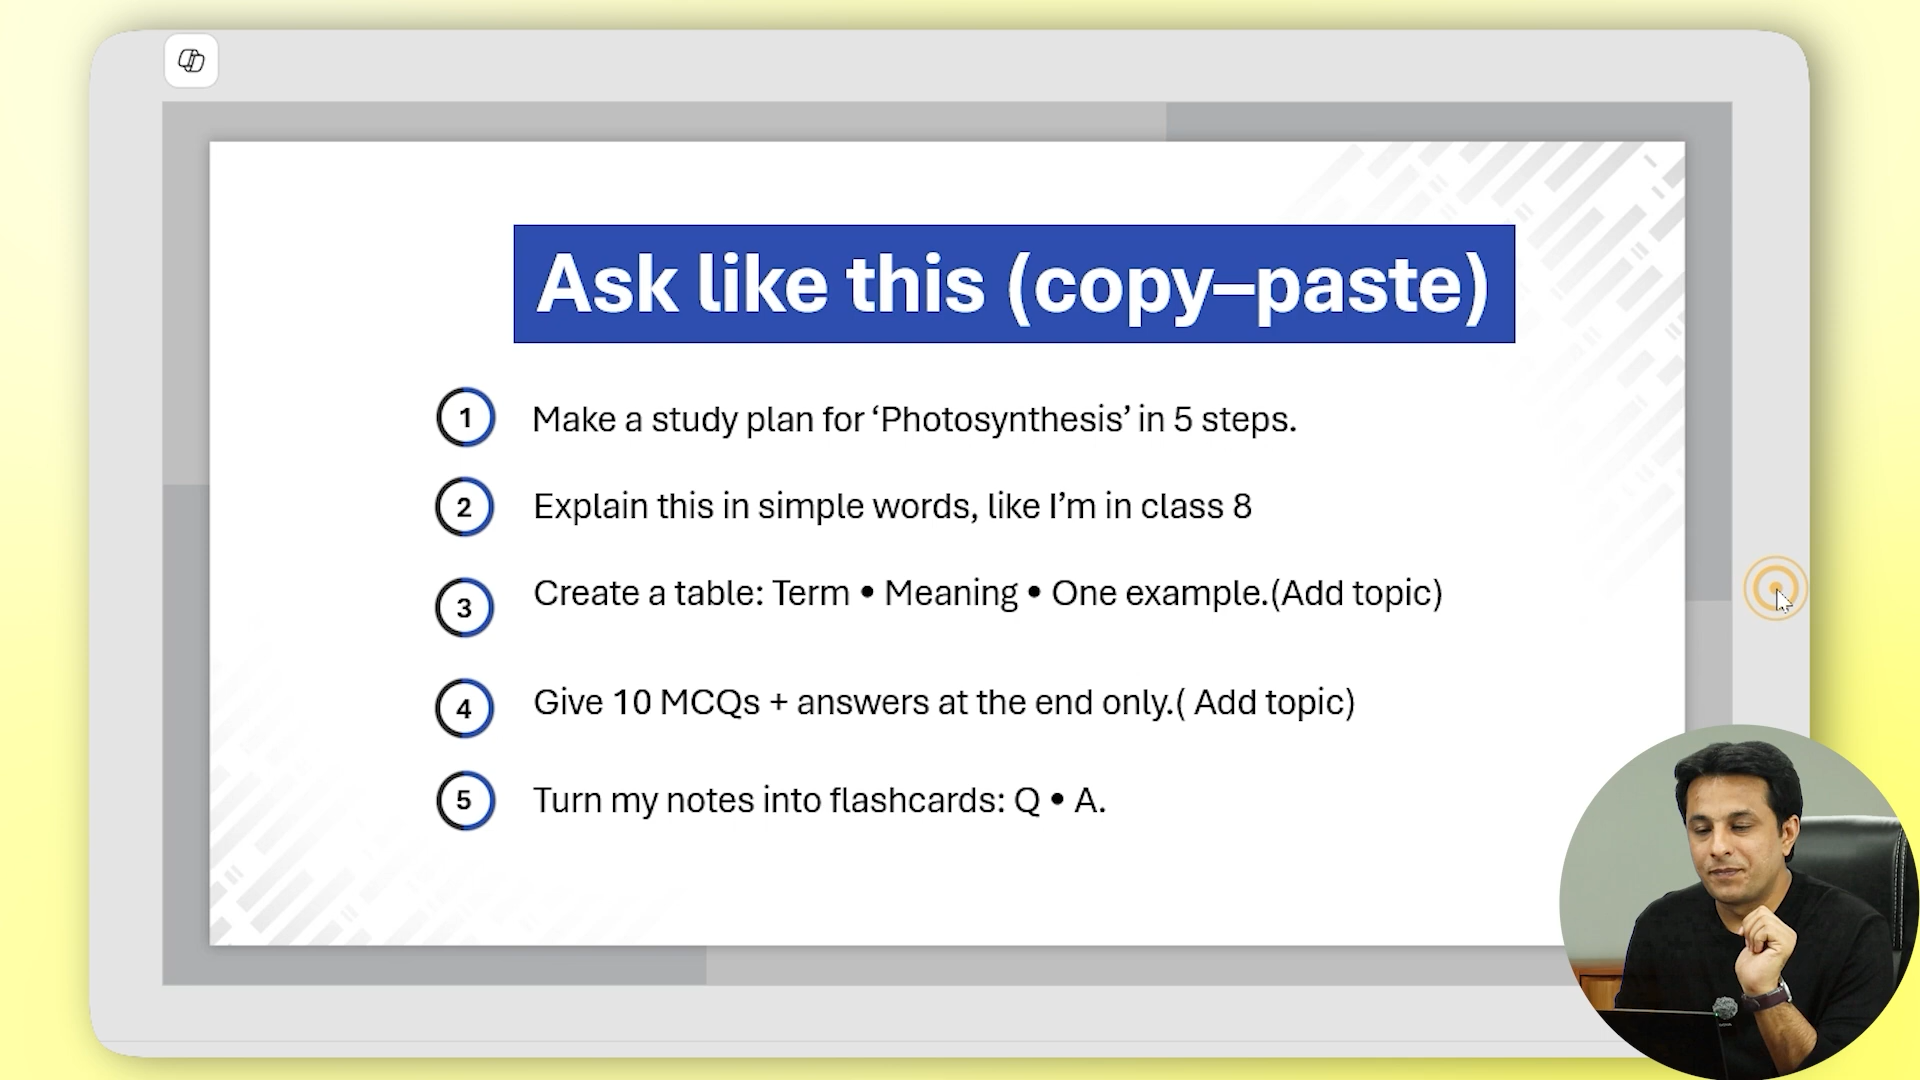 Ask like this (copy–paste)
1 Make a study plan for ‘Photosynthesis’ in 5 steps.
2 Explain this in simple words, like I’m in class 8
3 Create a table: Term • Meaning • One example.(Add topic)
4 Give 10 MCQs + answers at the end only.( Add topic)
5 Turn my notes into flashcards: Q • A.